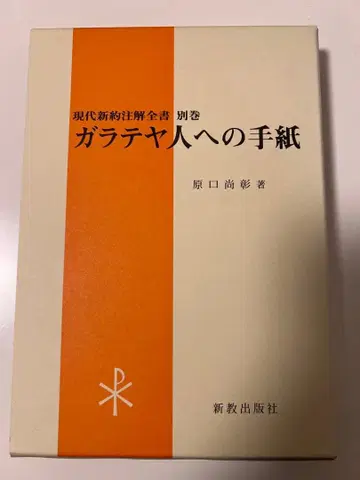 現代新約注解全書 別巻
ガラテヤ人への手紙
原口尚彰著
新教出版社